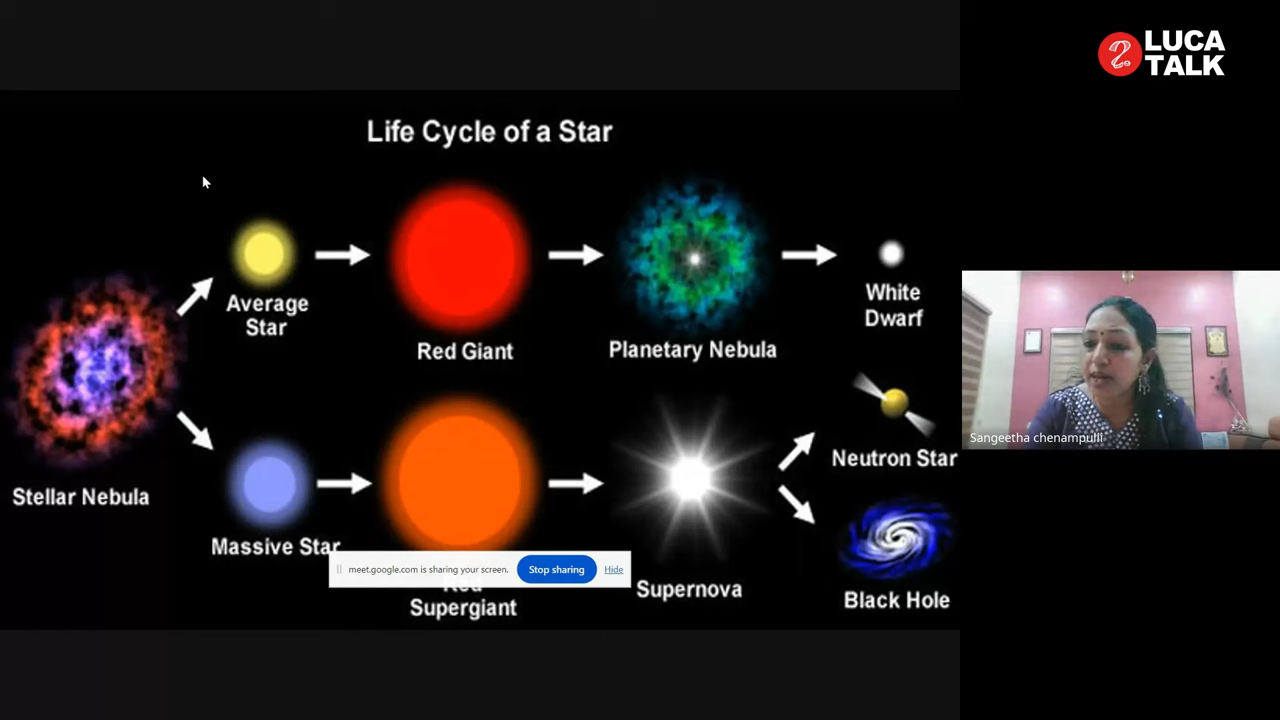 LUCA
TALK
Life Cycle of a Star
Average
Star
Red Giant
Planetary Nebula
White
Dwarf
Stellar Nebula
Massive Star
Red
Supergiant
Supernova
Neutron Star
Black Hole
meet.google.com is sharing your screen.
Stop sharing
Hide
Sangeetha chenampulli